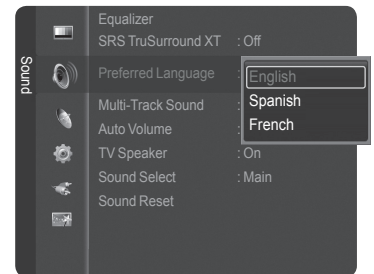 Sound
Equalizer
SRS TruSurround XT : Off
Preferred Language :
English
Spanish
French
Multi-Track Sound :
Auto Volume :
TV Speaker : On
Sound Select : Main
Sound Reset